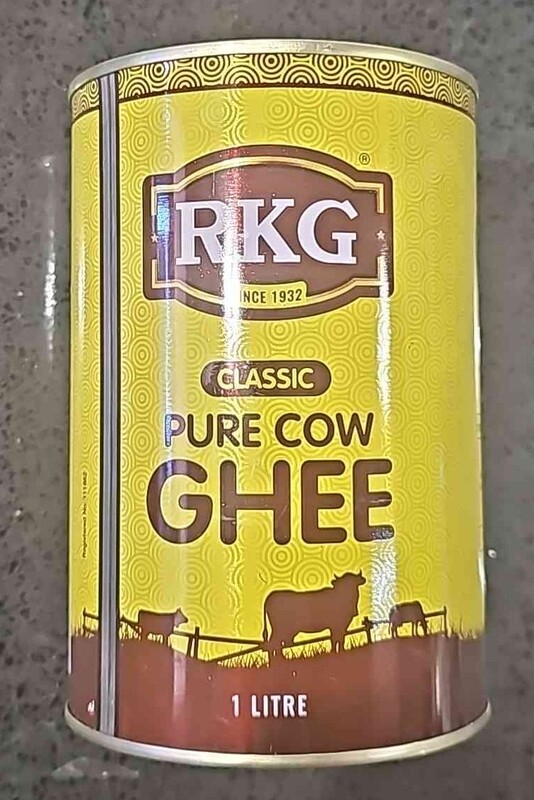 ®
RKG
SINCE 1932
CLASSIC
PURE COW
GHEE
1 LITRE